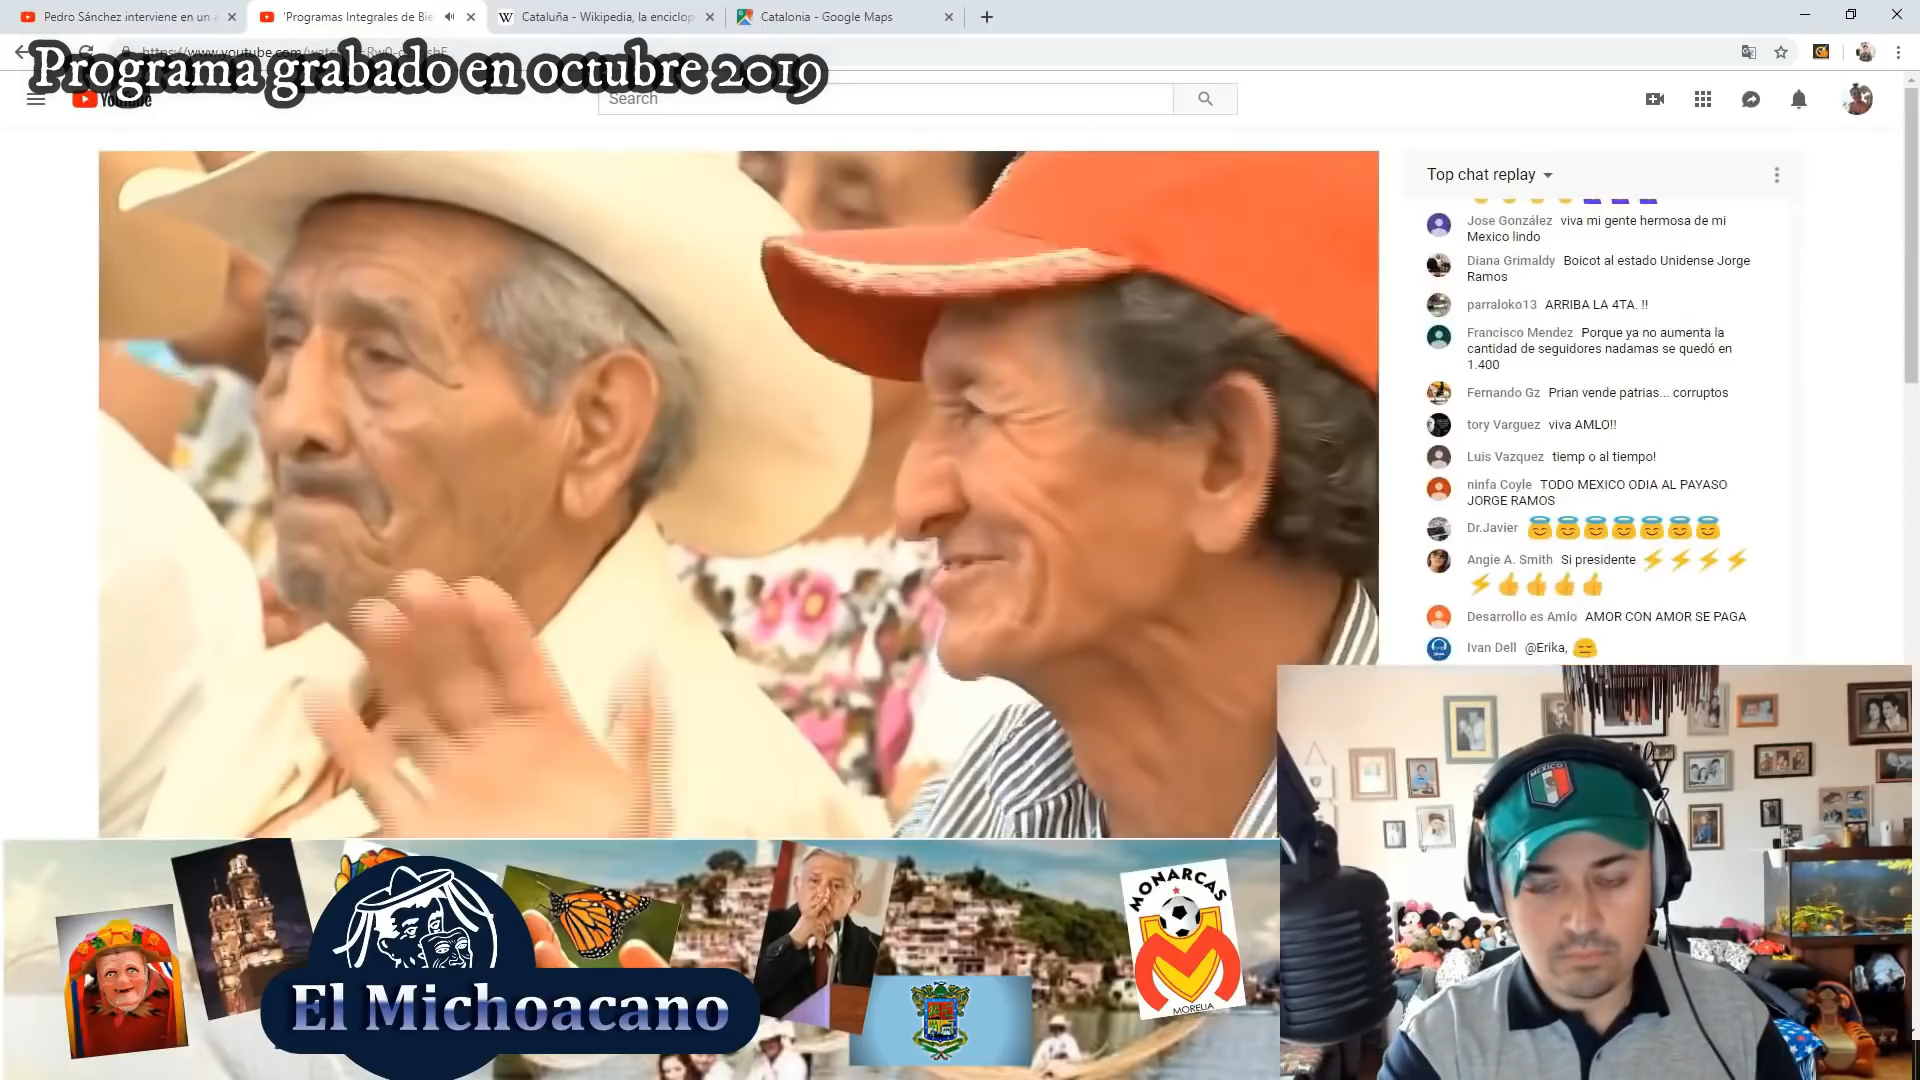 Pedro Sánchez interviene en un a
'Programas Integrales de Bie
Cataluña - Wikipedia, la enciclop
Catalonia - Google Maps
Programa grabado en octubre 2019
Search
Top chat replay
Jose González viva mi gente hermosa de mi
Mexico lindo
Diana Grimaldy Boicot al estado Unidense Jorge
Ramos
parraloko13 ARRIBA LA 4TA. !!
Francisco Mendez Porque ya no aumenta la
cantidad de seguidores nadamas se quedó en
1.400
Fernando Gz Prian vende patrias... corruptos
tory Varguez viva AMLO!!
Luis Vazquez tiemp o al tiempo!
ninfa Coyle TODO MEXICO ODIA AL PAYASO
JORGE RAMOS
Dr.Javier 😇😇😇😇😇😇😇
Angie A. Smith Si presidente ⚡⚡⚡⚡
⚡👍👍👍👍
Desarrollo es Amlo AMOR CON AMOR SE PAGA
Ivan Dell @Erika, 😑
MEXICO
El Michoacano
MONARCAS
MORELIA